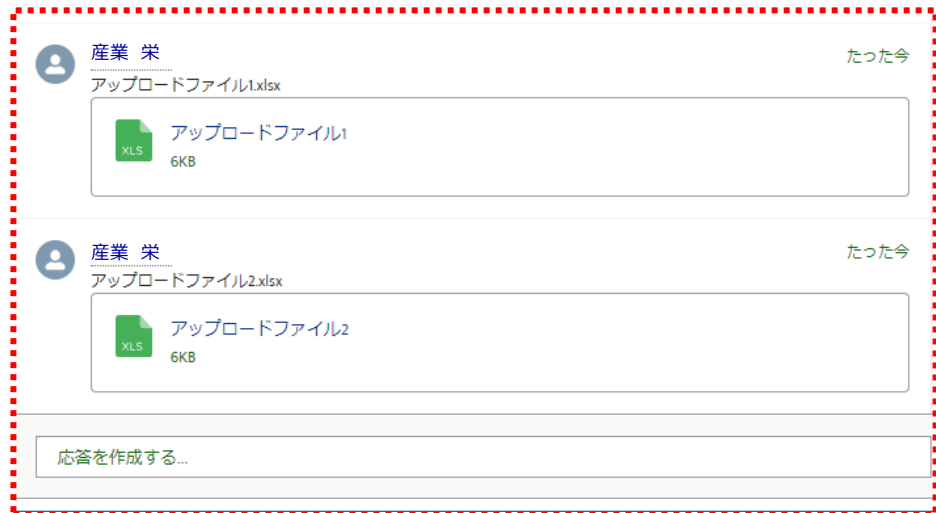 産業 栄
たった今
アップロードファイル1.xlsx
アップロードファイル1
XLS
6KB
産業 栄
たった今
アップロードファイル2.xlsx
アップロードファイル2
XLS
6KB
応答を作成する...